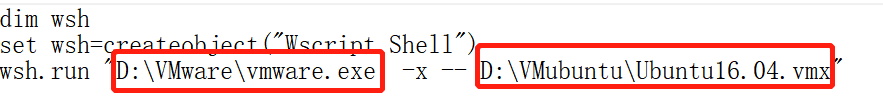 dim wsh
set wsh=createobject("Wscript.Shell")
wsh.run "D:\VMware\vmware.exe -x -- D:\VMubuntu\Ubuntu16.04.vmx"